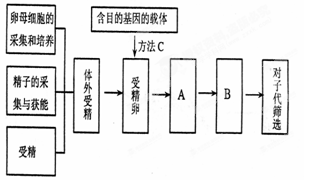 卵母细胞的
采集和培养
精子的采
集与获能
受精
体外受精
含目的基因的载体
方法C
受精卵
A
B
对子代筛选